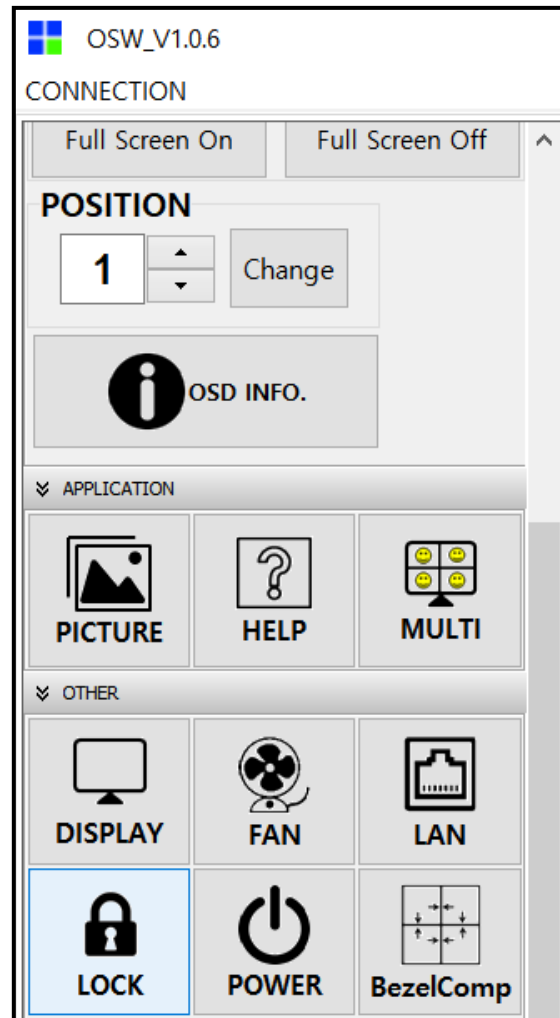 OSW_V1.0.6
CONNECTION
Full Screen On Full Screen Off
POSITION
1 Change
OSD INFO.
APPLICATION
PICTURE HELP MULTI
OTHER
DISPLAY FAN LAN
LOCK POWER BezelComp